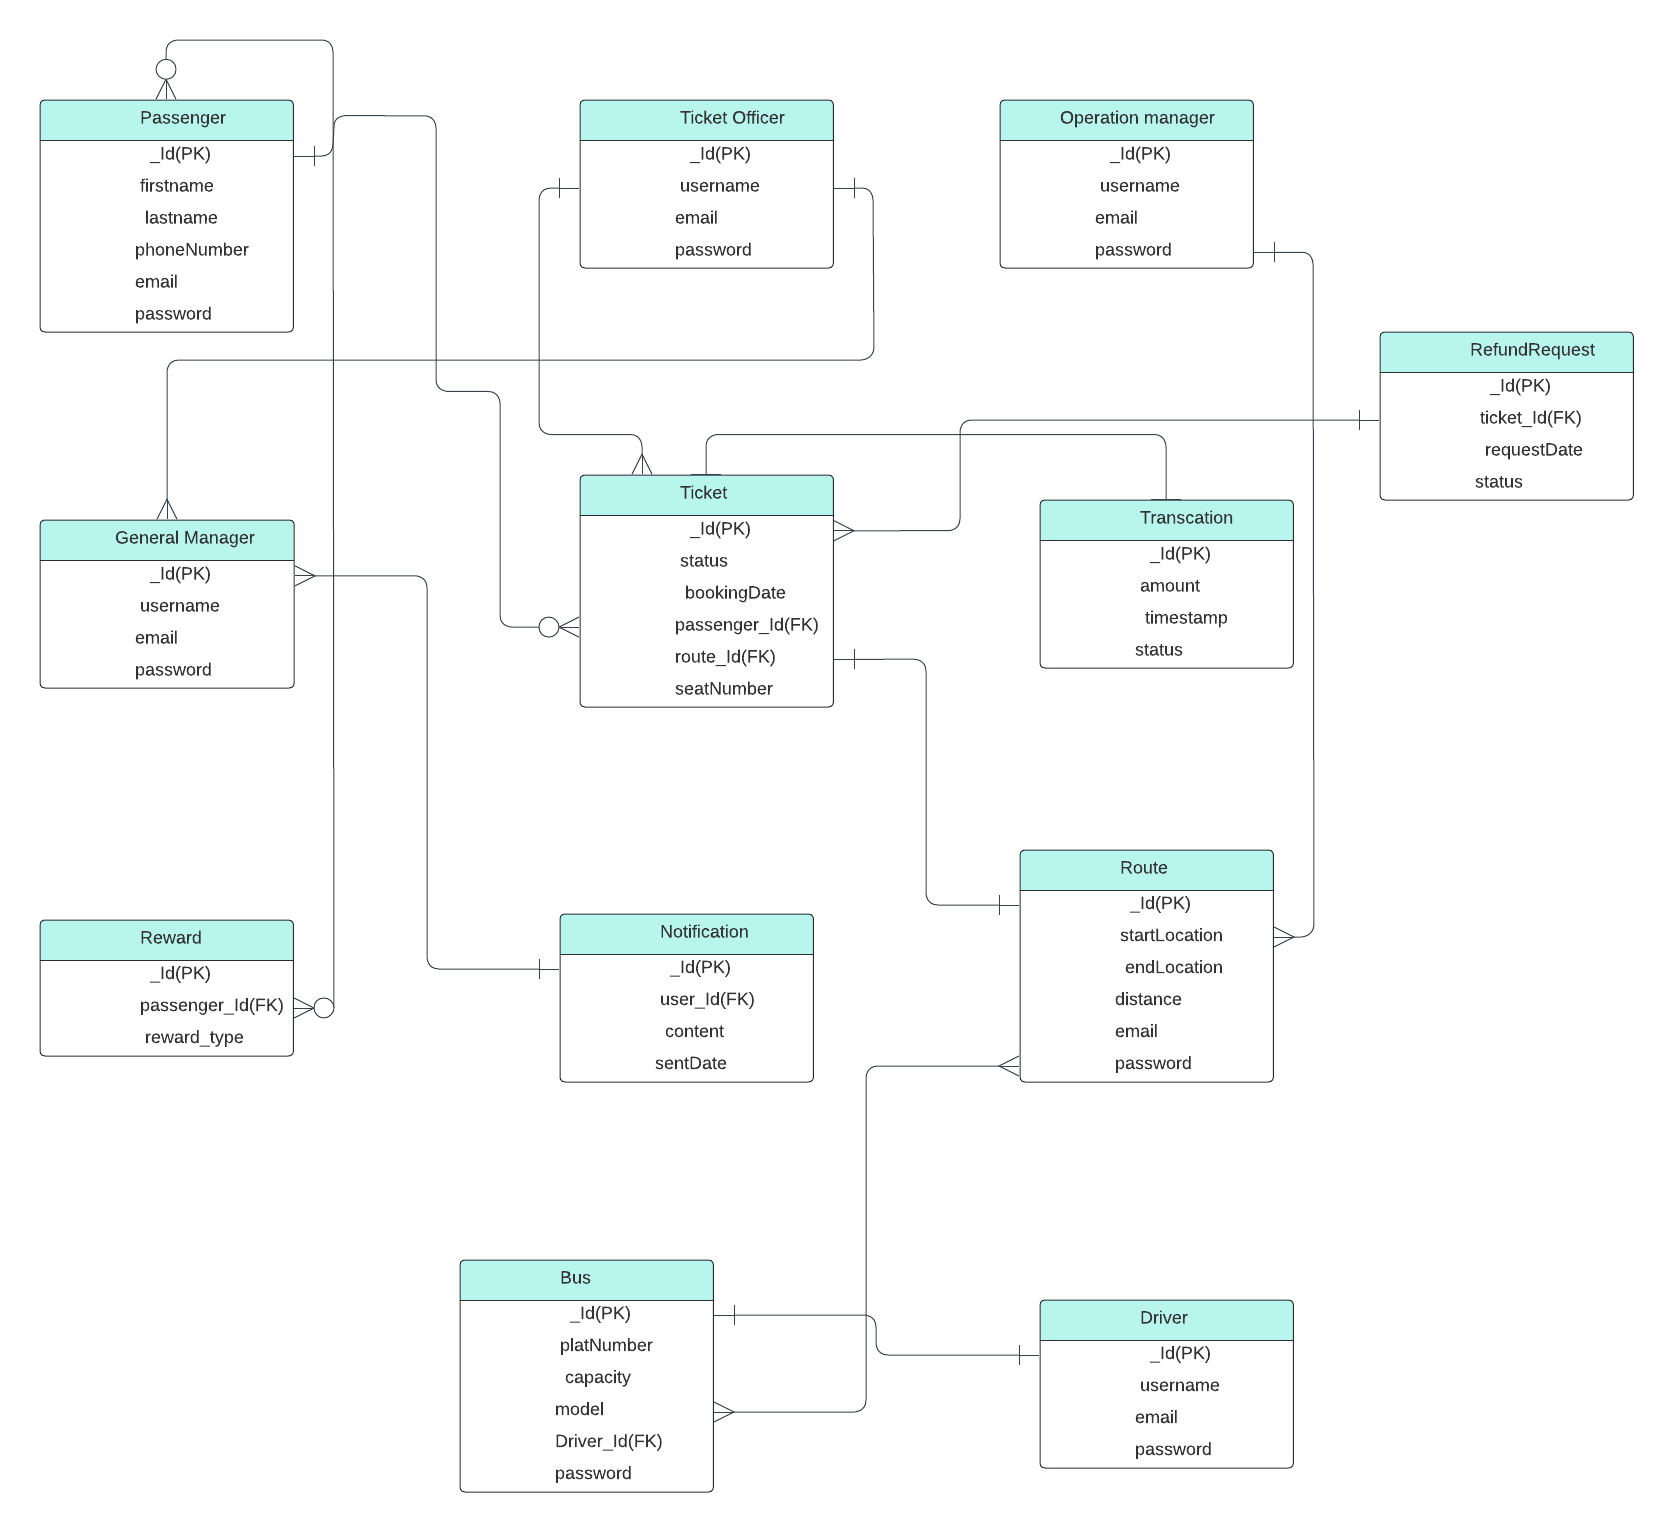 Passenger
_Id(PK)
firstname
lastname
phoneNumber
email
password
Ticket Officer
_Id(PK)
username
email
password
Operation manager
_Id(PK)
username
email
password
RefundRequest
_Id(PK)
ticket_Id(FK)
requestDate
status
General Manager
_Id(PK)
username
email
password
Ticket
_Id(PK)
status
bookingDate
passenger_Id(FK)
route_Id(FK)
seatNumber
Transcation
_Id(PK)
amount
timestamp
status
Reward
_Id(PK)
passenger_Id(FK)
reward_type
Notification
_Id(PK)
user_Id(FK)
content
sentDate
Route
_Id(PK)
startLocation
endLocation
distance
email
password
Bus
_Id(PK)
platNumber
capacity
model
Driver_Id(FK)
password
Driver
_Id(PK)
username
email
password